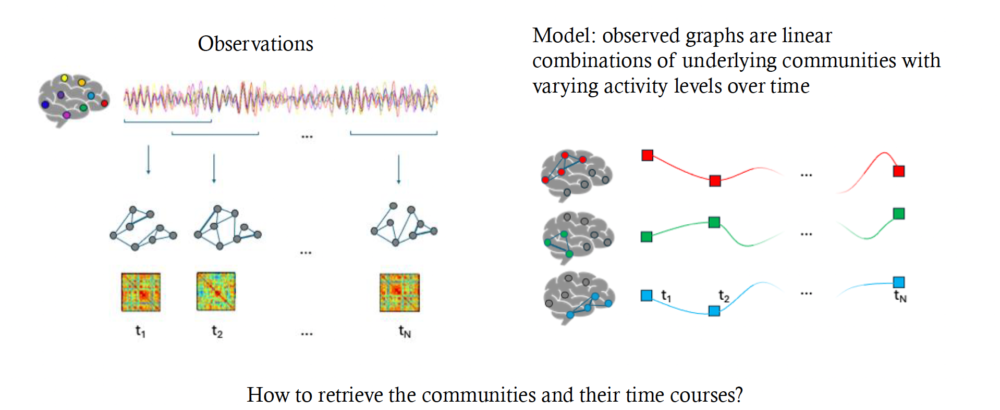 Observations
...
...
t1
t2
...
tN
Model: observed graphs are linear
combinations of underlying communities with
varying activity levels over time
...
...
t1
t2
...
tN
How to retrieve the communities and their time courses?